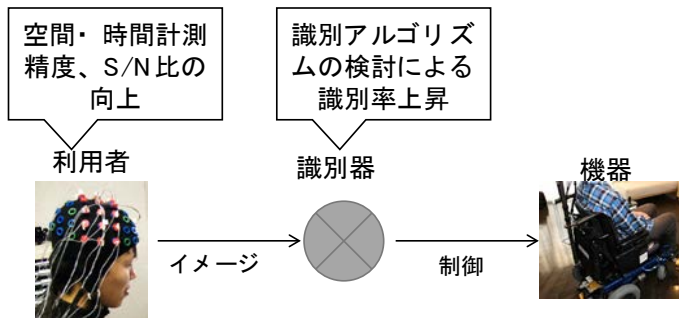 空間・時間計測
精度、S/N比の
向上
識別アルゴリズ
ムの検討による
識別率上昇
利用者
識別器
機器
イメージ
制御